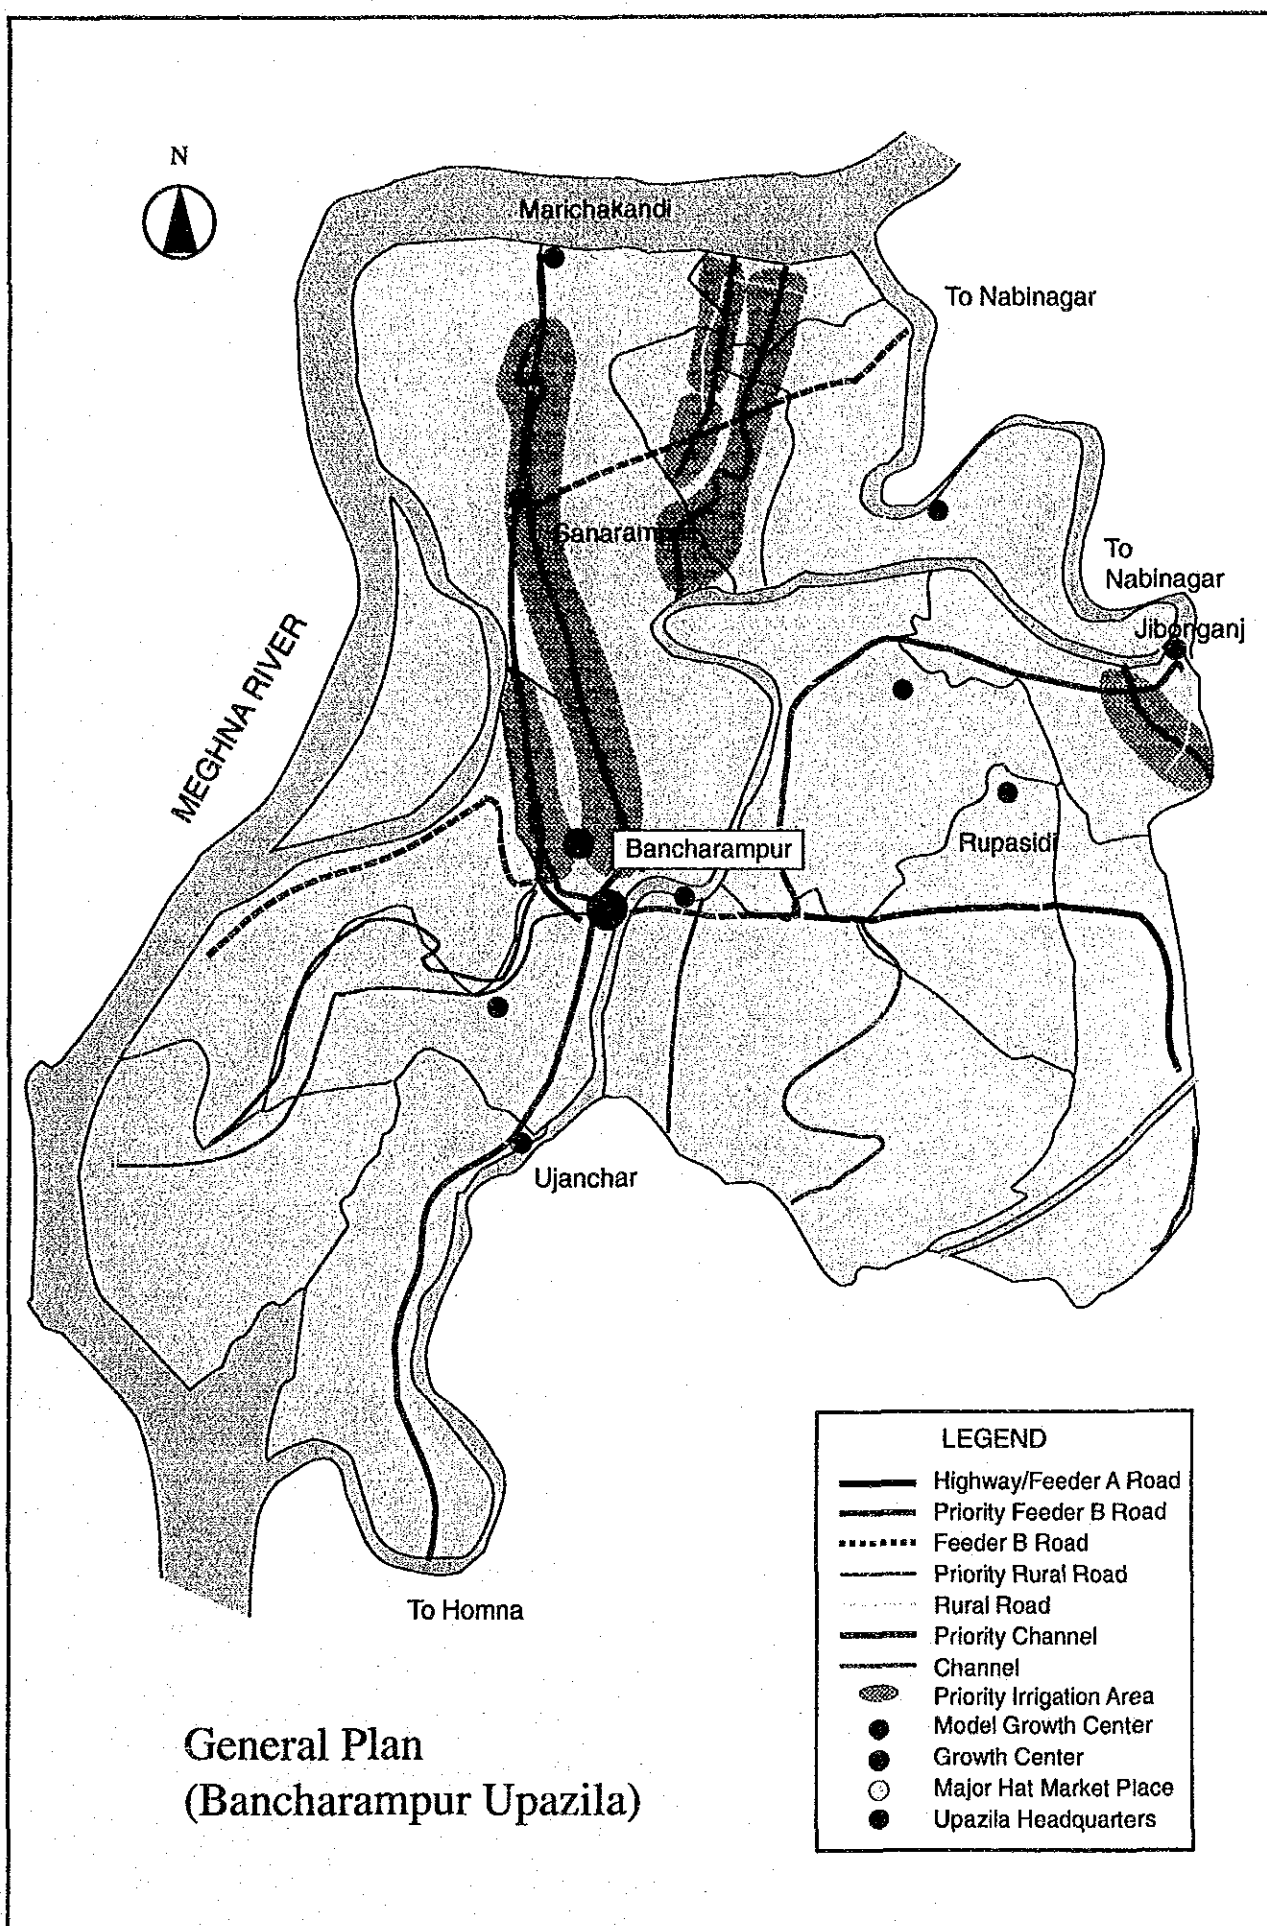 N
Marichakandi
To Nabinagar
To
Nabinagar
Jibonganj
MEGHNA RIVER
Bancharampur
Rupasidi
Ujanchar
To Homna
LEGEND
Highway/Feeder A Road
Priority Feeder B Road
Feeder B Road
Priority Rural Road
Rural Road
Priority Channel
Channel
Priority Irrigation Area
Model Growth Center
Growth Center
Major Hat Market Place
Upazila Headquarters
General Plan
(Bancharampur Upazila)